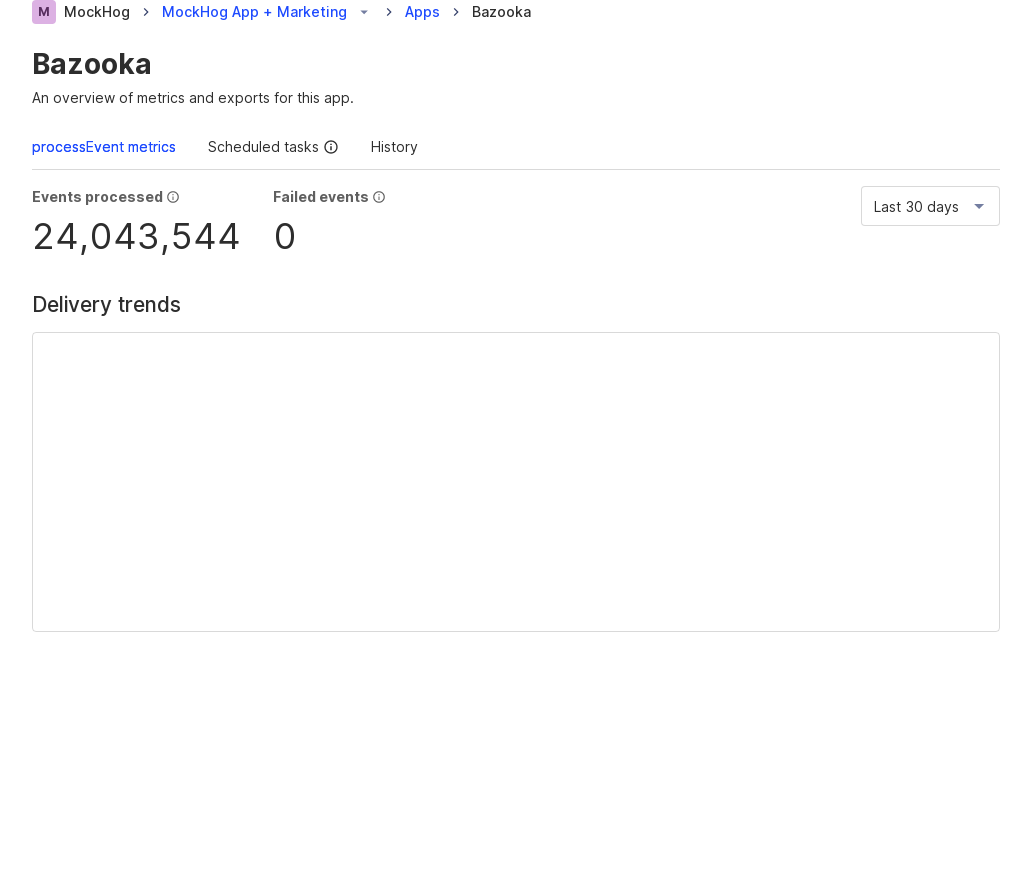 M MockHog MockHog App + Marketing Apps Bazooka
Bazooka
An overview of metrics and exports for this app.
processEvent metrics Scheduled tasks History
Events processed Failed events Last 30 days
24,043,544 0
Delivery trends